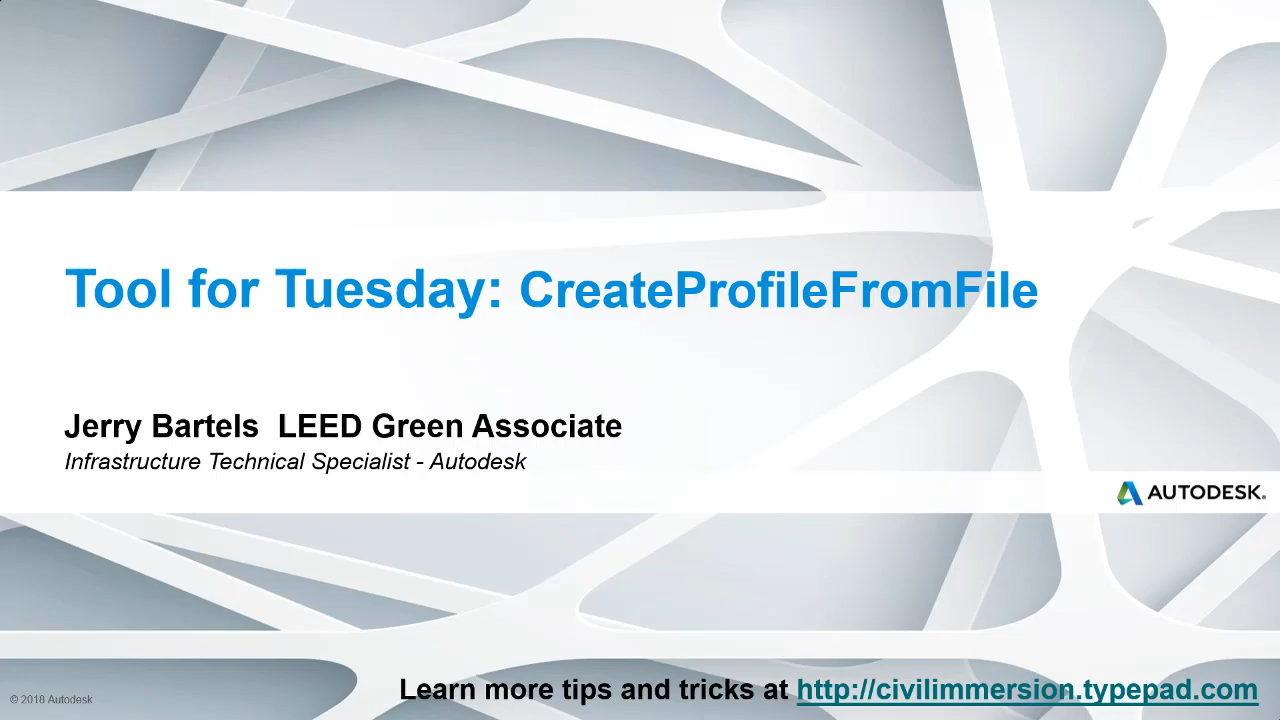 Tool for Tuesday: CreateProfileFromFile
Jerry Bartels  LEED Green Associate
Infrastructure Technical Specialist - Autodesk
AUTODESK.
Learn more tips and tricks at http://civilimmersion.typepad.com
© 2018 Autodesk